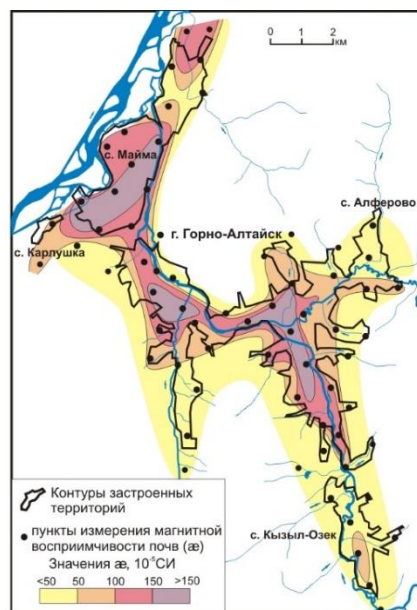 0 2
км
с. Майма
с. Алферово
г. Горно-Алтайск
с. Карлушка
с. Кызыл-Озек
Контуры застроенных
территорий
пункты измерения магнитной
восприимчивости почв (æ)
Значения æ, 10⁻⁵СИ
<50 50 100 150 >150